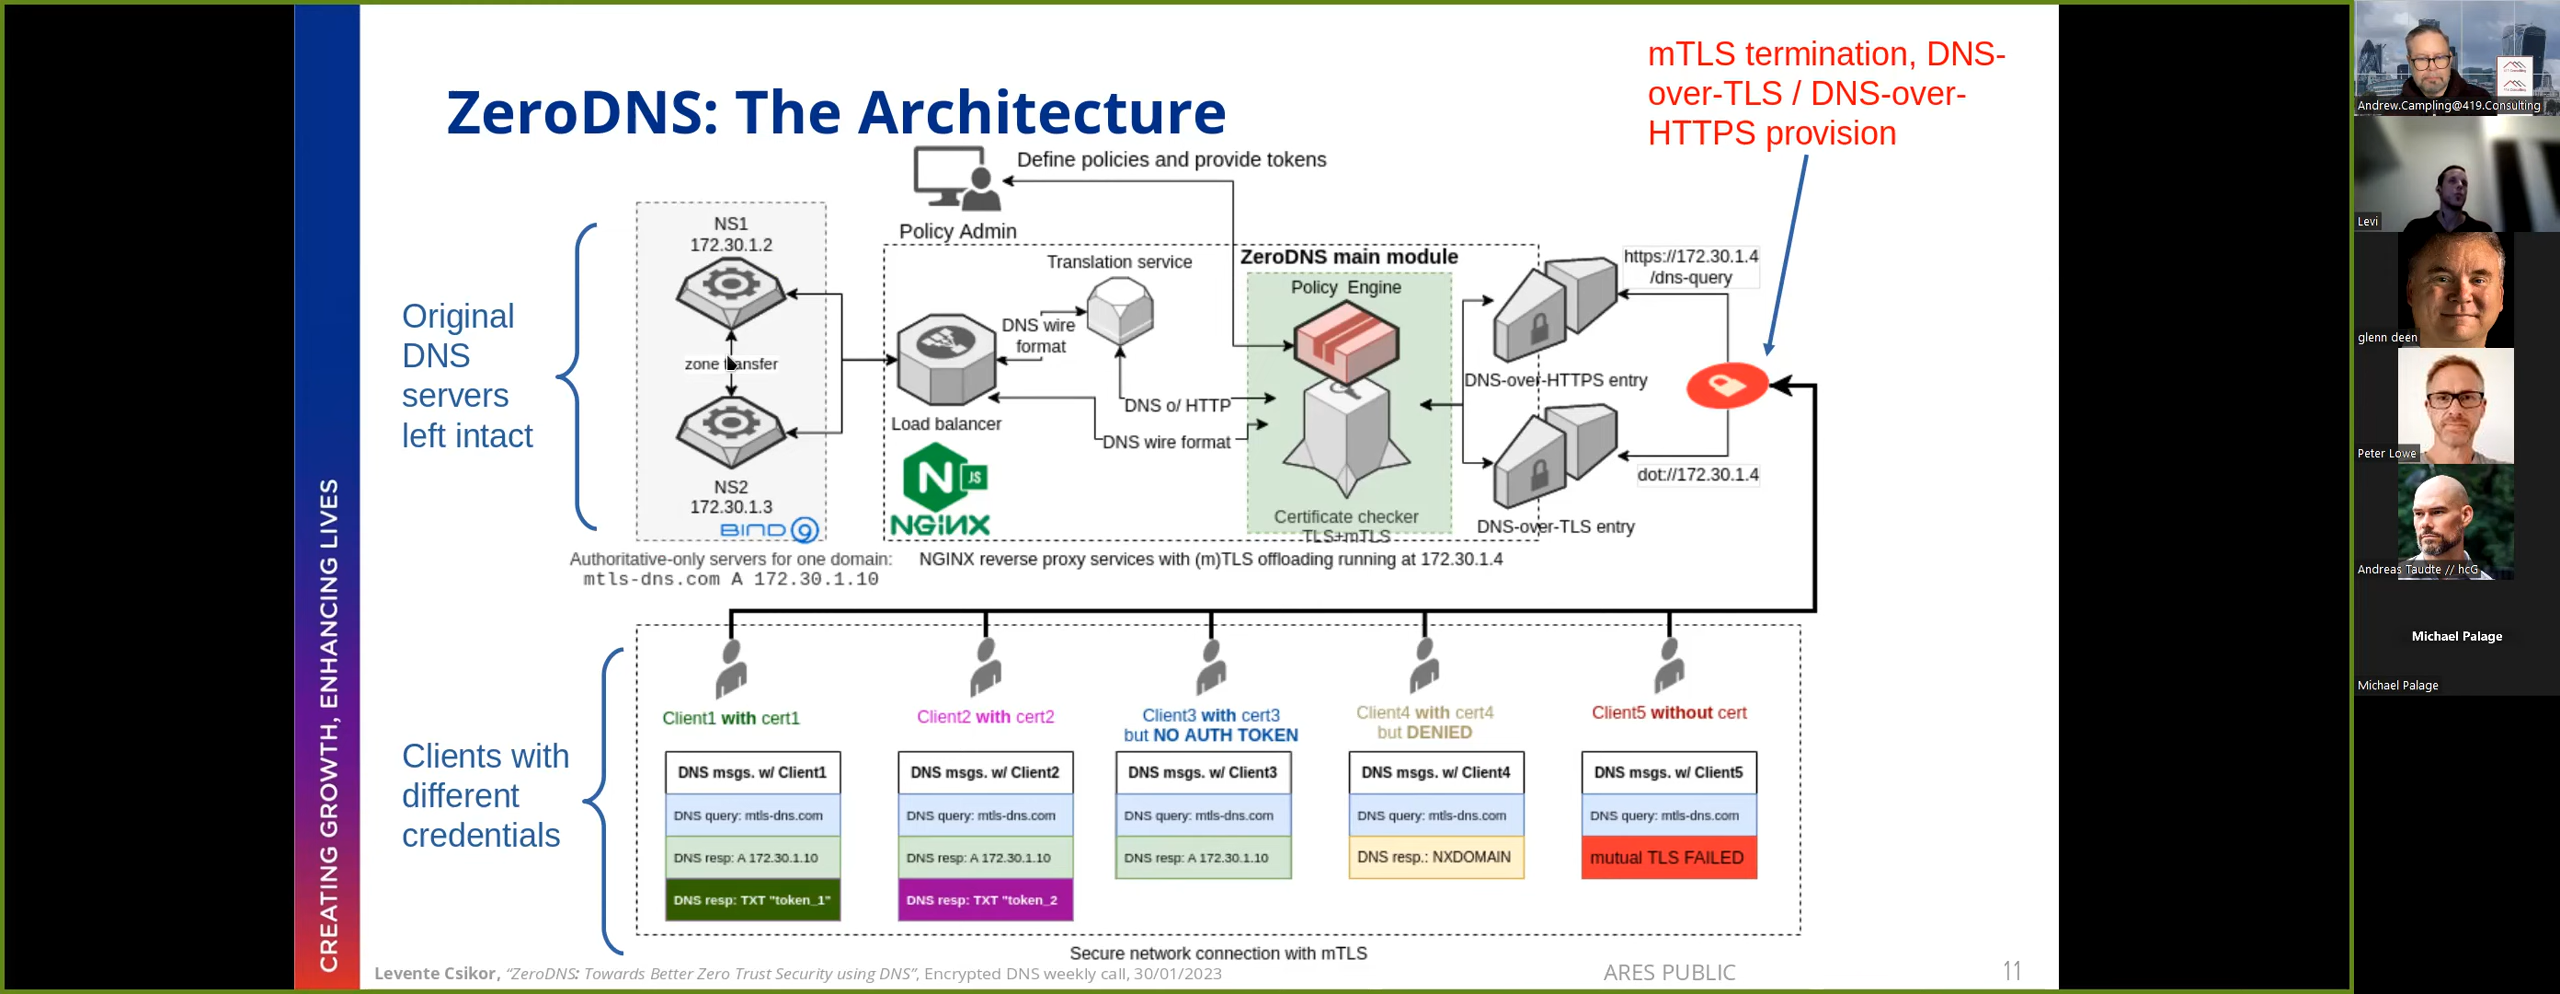 ZeroDNS: The Architecture
mTLS termination, DNS-
over-TLS / DNS-over-
HTTPS provision
Define policies and provide tokens
Policy Admin
Original
DNS
servers
left intact
NS1
172.30.1.2
zone transfer
NS2
172.30.1.3
BIND 9
Authoritative-only servers for one domain:
mtls-dns.com A 172.30.1.10
Translation service
DNS wire
format
Load balancer
NGINX
JS
DNS o/ HTTP
DNS wire format
ZeroDNS main module
Policy Engine
Certificate checker
TLS+mTLS
https://172.30.1.4
/dns-query
DNS-over-HTTPS entry
dot://172.30.1.4
DNS-over-TLS entry
NGINX reverse proxy services with (m)TLS offloading running at 172.30.1.4
Clients with
different
credentials
Client1 with cert1
DNS msgs. w/ Client1
DNS query: mtls-dns.com
DNS resp: A 172.30.1.10
DNS resp: TXT "token_1"
Client2 with cert2
DNS msgs. w/ Client2
DNS query: mtls-dns.com
DNS resp: A 172.30.1.10
DNS resp: TXT "token_2
Client3 with cert3
but NO AUTH TOKEN
DNS msgs. w/ Client3
DNS query: mtls-dns.com
DNS resp: A 172.30.1.10
Client4 with cert4
but DENIED
DNS msgs. w/ Client4
DNS query: mtls-dns.com
DNS resp.: NXDOMAIN
Client5 without cert
DNS msgs. w/ Client5
DNS query: mtls-dns.com
mutual TLS FAILED
Secure network connection with mTLS
CREATING GROWTH, ENHANCING LIVES
Levente Csikor, "ZeroDNS: Towards Better Zero Trust Security using DNS", Encrypted DNS weekly call, 30/01/2023
ARES PUBLIC
11
Andrew.Campling@419.Consulting
Levi
glenn deen
Peter Lowe
Andreas Taudte // hcG
Michael Palage
Michael Palage